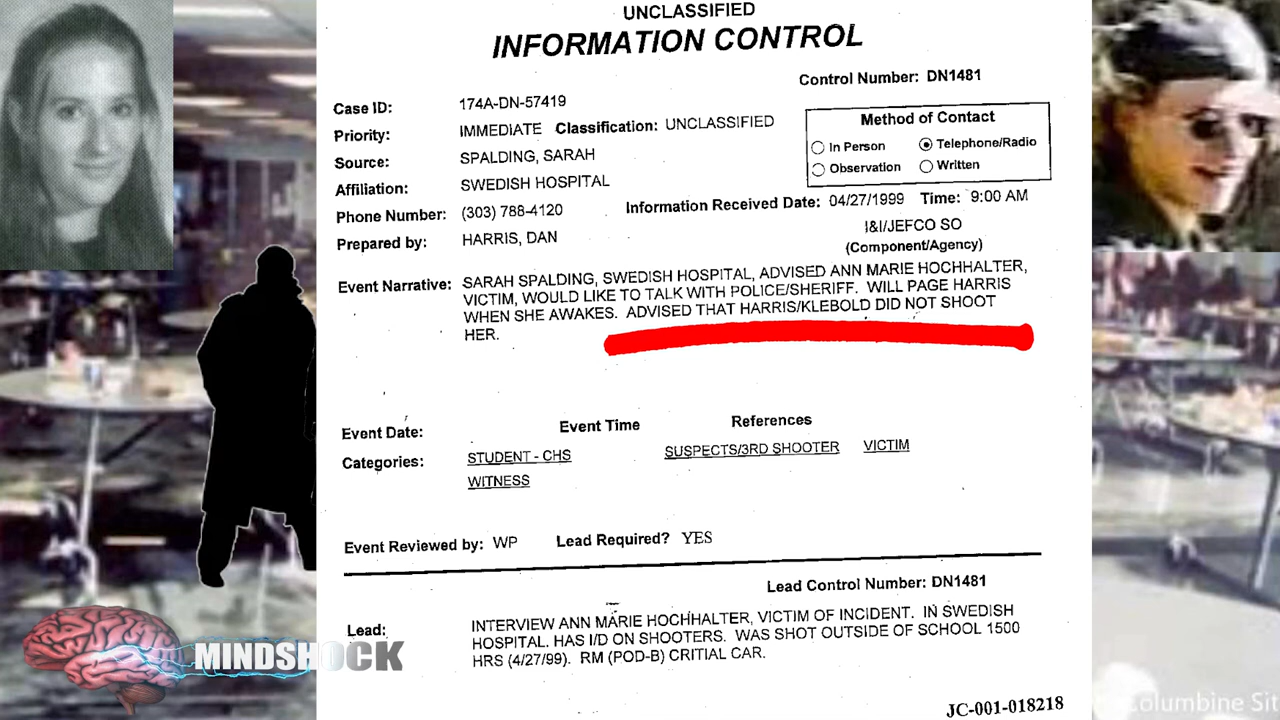 UNCLASSIFIED
INFORMATION CONTROL
Control Number: DN1481
Case ID: 174A-DN-57419
Priority: IMMEDIATE Classification: UNCLASSIFIED
Source: SPALDING, SARAH
Affiliation: SWEDISH HOSPITAL
Phone Number: (303) 788-4120
Prepared by: HARRIS, DAN
Method of Contact
In Person Telephone/Radio
Observation Written
Information Received Date: 04/27/1999 Time: 9:00 AM
I&I/JEFCO SO
(Component/Agency)
Event Narrative: SARAH SPALDING, SWEDISH HOSPITAL, ADVISED ANN MARIE HOCHHALTER,
VICTIM, WOULD LIKE TO TALK WITH POLICE/SHERIFF. WILL PAGE HARRIS
WHEN SHE AWAKES. ADVISED THAT HARRIS/KLEBOLD DID NOT SHOOT
HER.
Event Date: Event Time References
Categories: STUDENT - CHS SUSPECTS/3RD SHOOTER VICTIM
WITNESS
Event Reviewed by: WP Lead Required? YES
Lead Control Number: DN1481
Lead: INTERVIEW ANN MARIE HOCHHALTER, VICTIM OF INCIDENT. IN SWEDISH
HOSPITAL. HAS I/D ON SHOOTERS. WAS SHOT OUTSIDE OF SCHOOL 1500
HRS (4/27/99). RM (POD-B) CRITIAL CAR.
JC-001-018218
MINDSHOCK
Columbine Sit